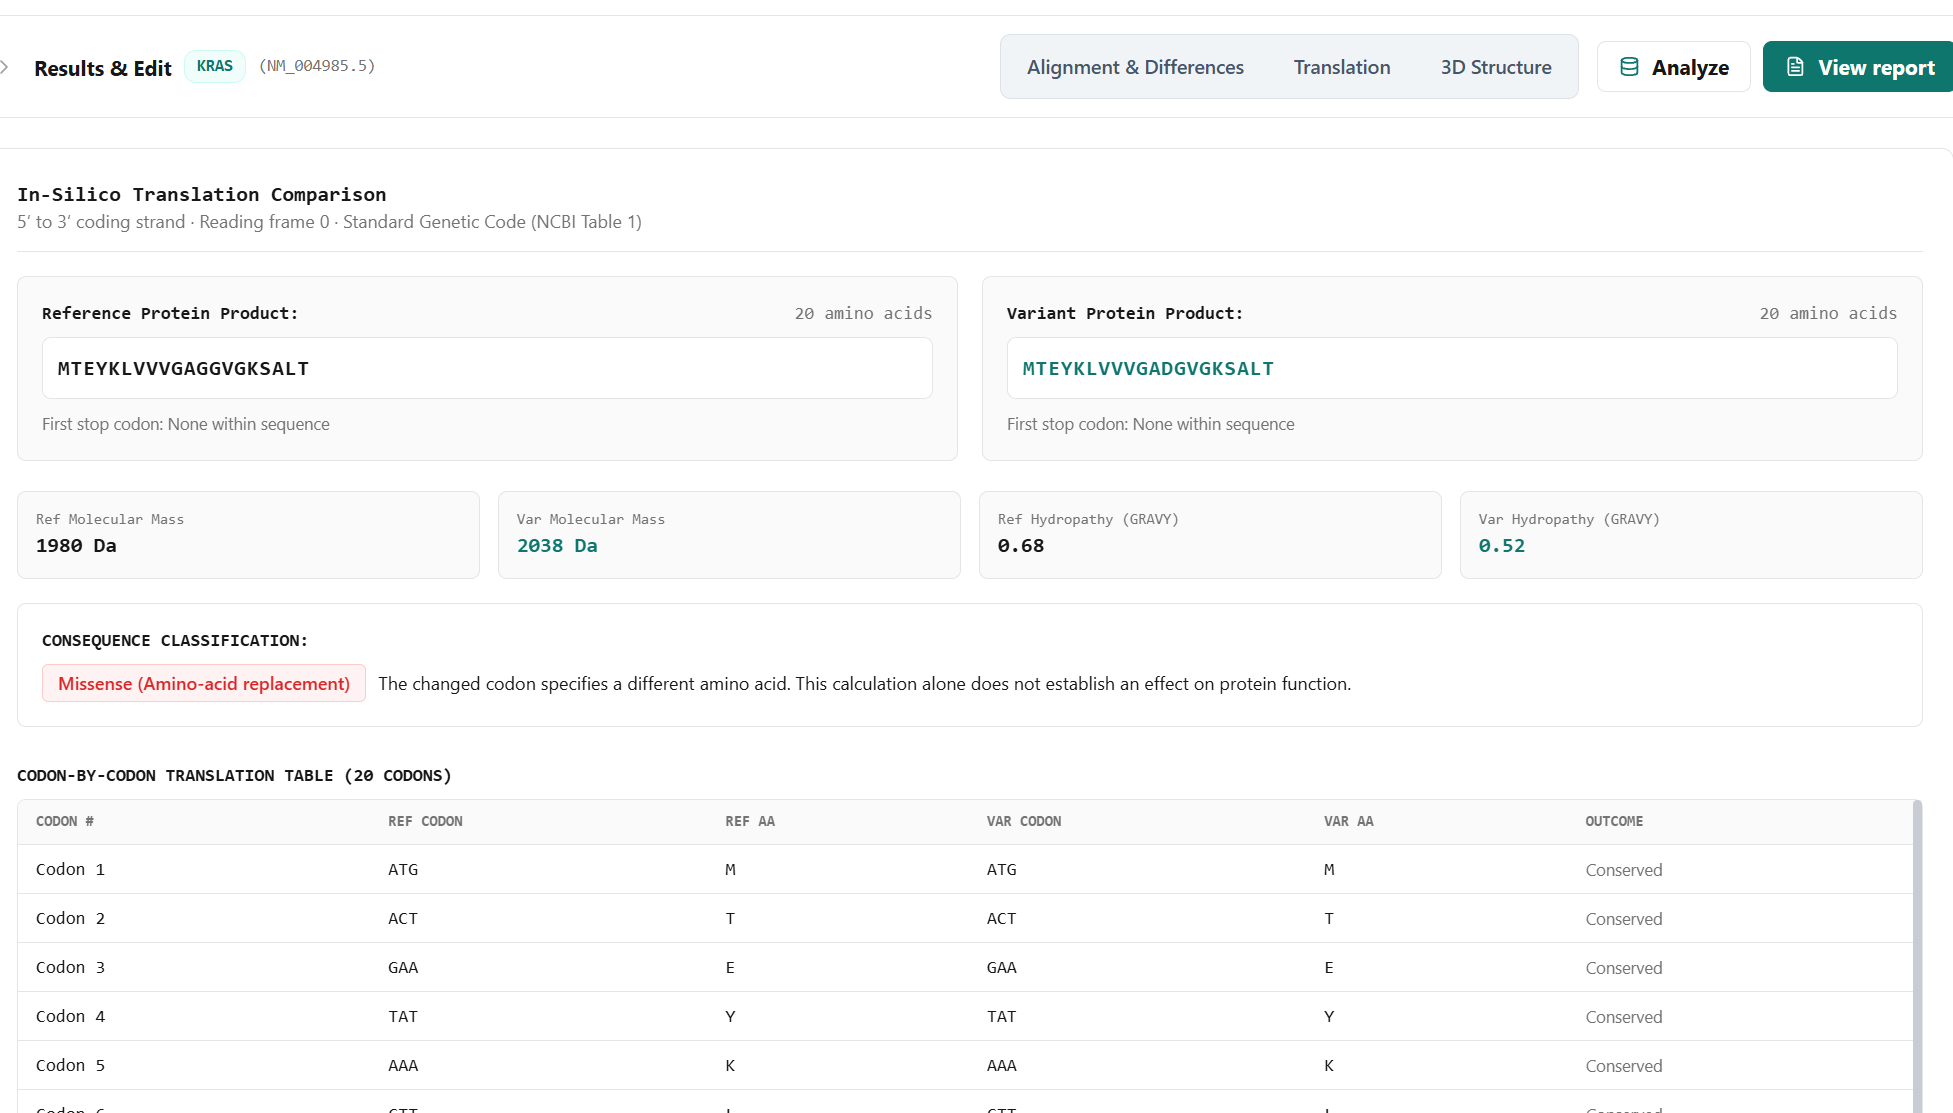 Results & Edit KRAS (NM_004985.5) Alignment & Differences Translation 3D Structure Analyze View report
In-Silico Translation Comparison
5' to 3' coding strand · Reading frame 0 · Standard Genetic Code (NCBI Table 1)
Reference Protein Product: 20 amino acids
MTEYKLVVVGAGGVGKSALT
First stop codon: None within sequence
Variant Protein Product: 20 amino acids
MTEYKLVVVGADGVGKSALT
First stop codon: None within sequence
Ref Molecular Mass
1980 Da
Var Molecular Mass
2038 Da
Ref Hydropathy (GRAVY)
0.68
Var Hydropathy (GRAVY)
0.52
CONSEQUENCE CLASSIFICATION:
Missense (Amino-acid replacement) The changed codon specifies a different amino acid. This calculation alone does not establish an effect on protein function.
CODON-BY-CODON TRANSLATION TABLE (20 CODONS)
CODON # REF CODON REF AA VAR CODON VAR AA OUTCOME
Codon 1 ATG M ATG M Conserved
Codon 2 ACT T ACT T Conserved
Codon 3 GAA E GAA E Conserved
Codon 4 TAT Y TAT Y Conserved
Codon 5 AAA K AAA K Conserved